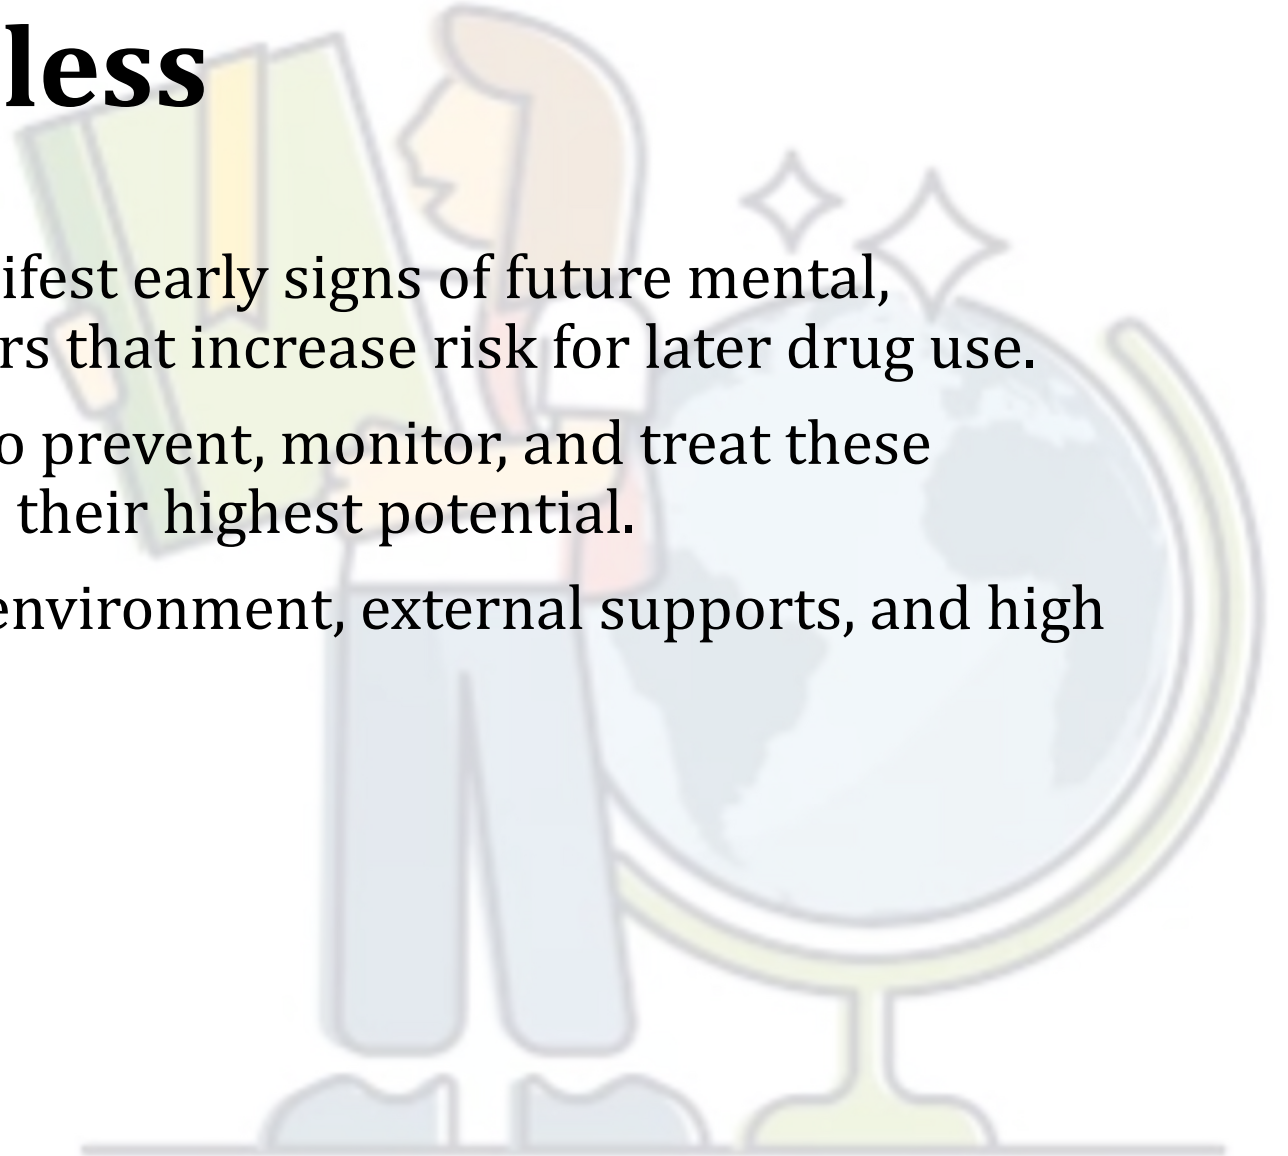 less
ifest early signs of future mental,
rs that increase risk for later drug use.
o prevent, monitor, and treat these
their highest potential.
environment, external supports, and high